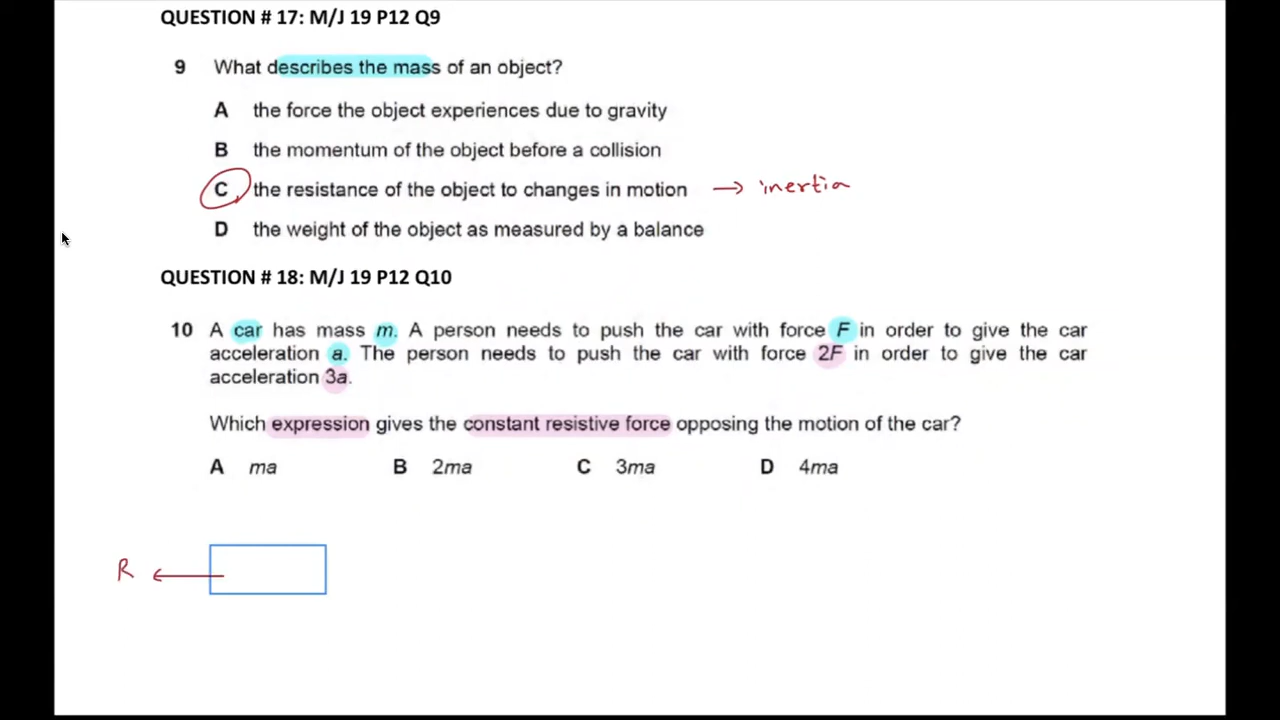 QUESTION # 17: M/J 19 P12 Q9
9 What describes the mass of an object?
A the force the object experiences due to gravity
B the momentum of the object before a collision
C the resistance of the object to changes in motion → inertia
D the weight of the object as measured by a balance
QUESTION # 18: M/J 19 P12 Q10
10 A car has mass m. A person needs to push the car with force F in order to give the car
acceleration a. The person needs to push the car with force 2F in order to give the car
acceleration 3a.
Which expression gives the constant resistive force opposing the motion of the car?
A ma B 2ma C 3ma D 4ma
R